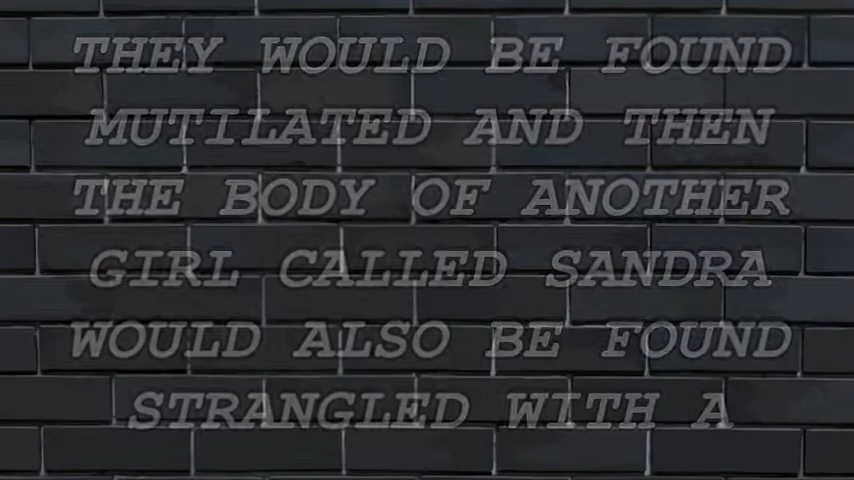 THEY WOULD BE FOUND
MUTILATED AND THEN
THE BODY OF ANOTHER
GIRL CALLED SANDRA
WOULD ALSO BE FOUND
STRANGLED WITH A